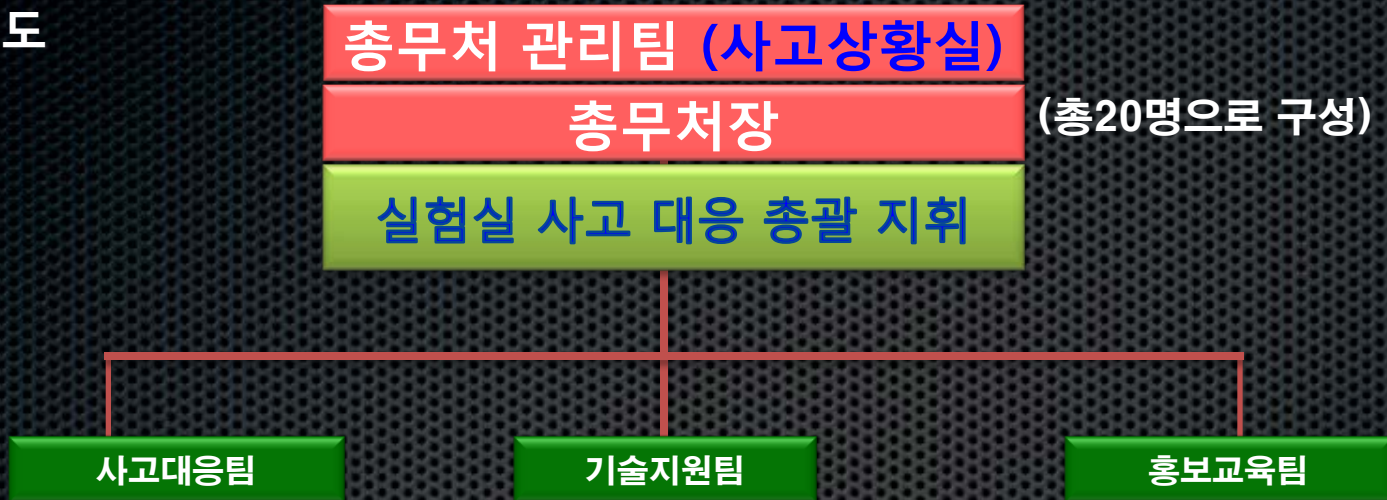 도
총무처 관리팀 (사고상황실)
총무처장
(총20명으로 구성)
실험실 사고 대응 총괄 지휘
사고대응팀
기술지원팀
홍보교육팀